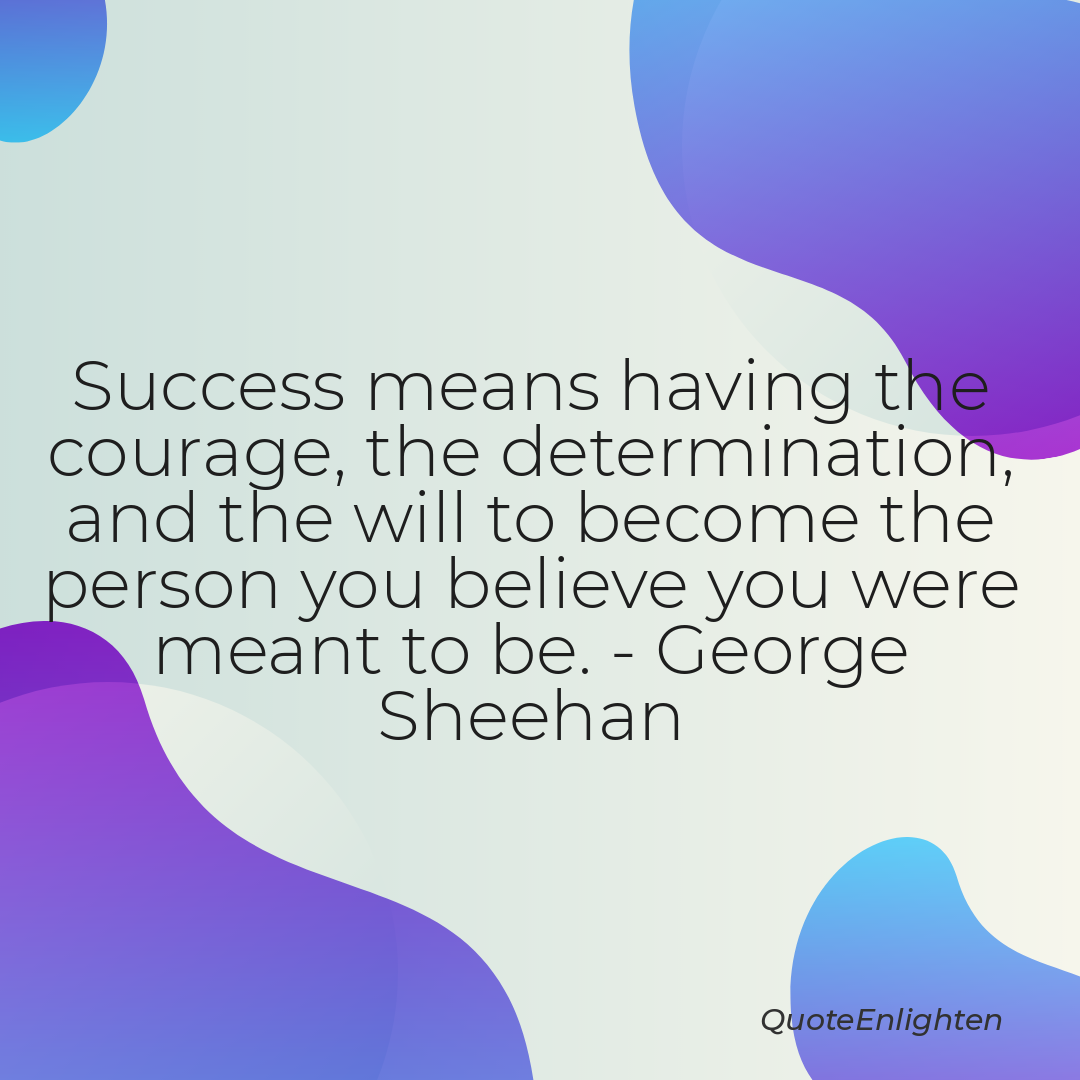 Success means having the
courage, the determination,
and the will to become the
person you believe you were
meant to be. - George
Sheehan
QuoteEnlighten